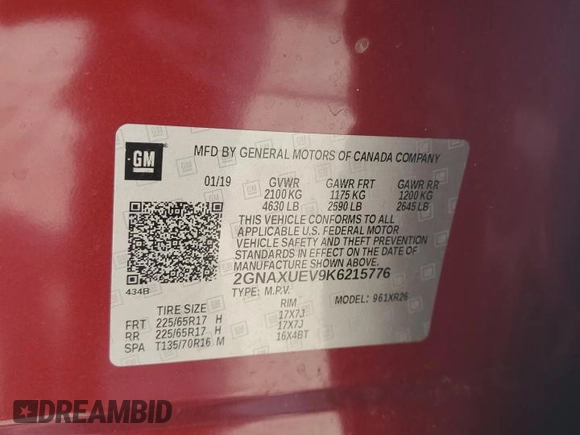 GM
MFD BY GENERAL MOTORS OF CANADA COMPANY
01/19 GVWR GAWR FRT GAWR RR
2100 KG 1175 KG 1200 KG
4630 LB 2590 LB 2645 LB
THIS VEHICLE CONFORMS TO ALL
APPLICABLE U.S. FEDERAL MOTOR
VEHICLE SAFETY AND THEFT PREVENTION
STANDARDS IN EFFECT ON THE DATE OF
MANUFACTURE SHOWN ABOVE.
2GNAXUEV9K6215776
434B
TYPE: M.P.V. MODEL: 961XR26
TIRE SIZE RIM
FRT 225/65R17 H 17X7J
RR 225/65R17 H 17X7J
SPA T135/70R16 M 16X4BT
DREAMBID